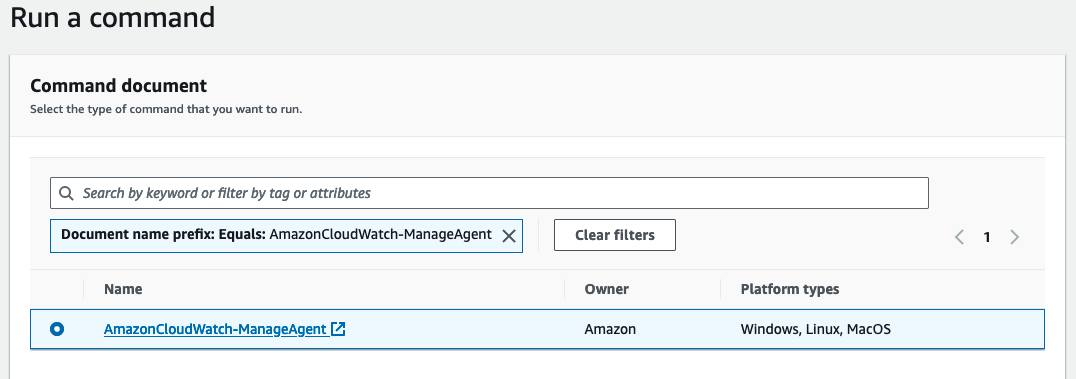 Run a command
Command document
Select the type of command that you want to run.
Search by keyword or filter by tag or attributes
Document name prefix: Equals: AmazonCloudWatch-ManageAgent
Clear filters
1
Name Owner Platform types
AmazonCloudWatch-ManageAgent Amazon Windows, Linux, MacOS